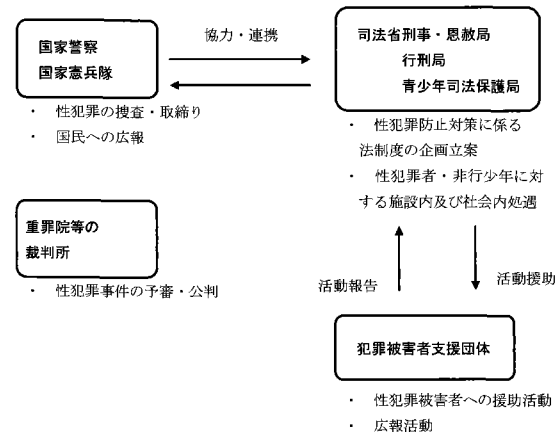 国家警察
国家憲兵隊
協力・連携
司法省刑事・恩赦局
行刑局
青少年司法保護局
・ 性犯罪の捜査・取締り
・ 国民への広報
・ 性犯罪防止対策に係る
法制度の企画立案
・ 性犯罪者・非行少年に対
する施設内及び社会内処遇
重罪院等の
裁判所
・ 性犯罪事件の予審・公判
活動報告
活動援助
犯罪被害者支援団体
・ 性犯罪被害者への援助活動
・ 広報活動